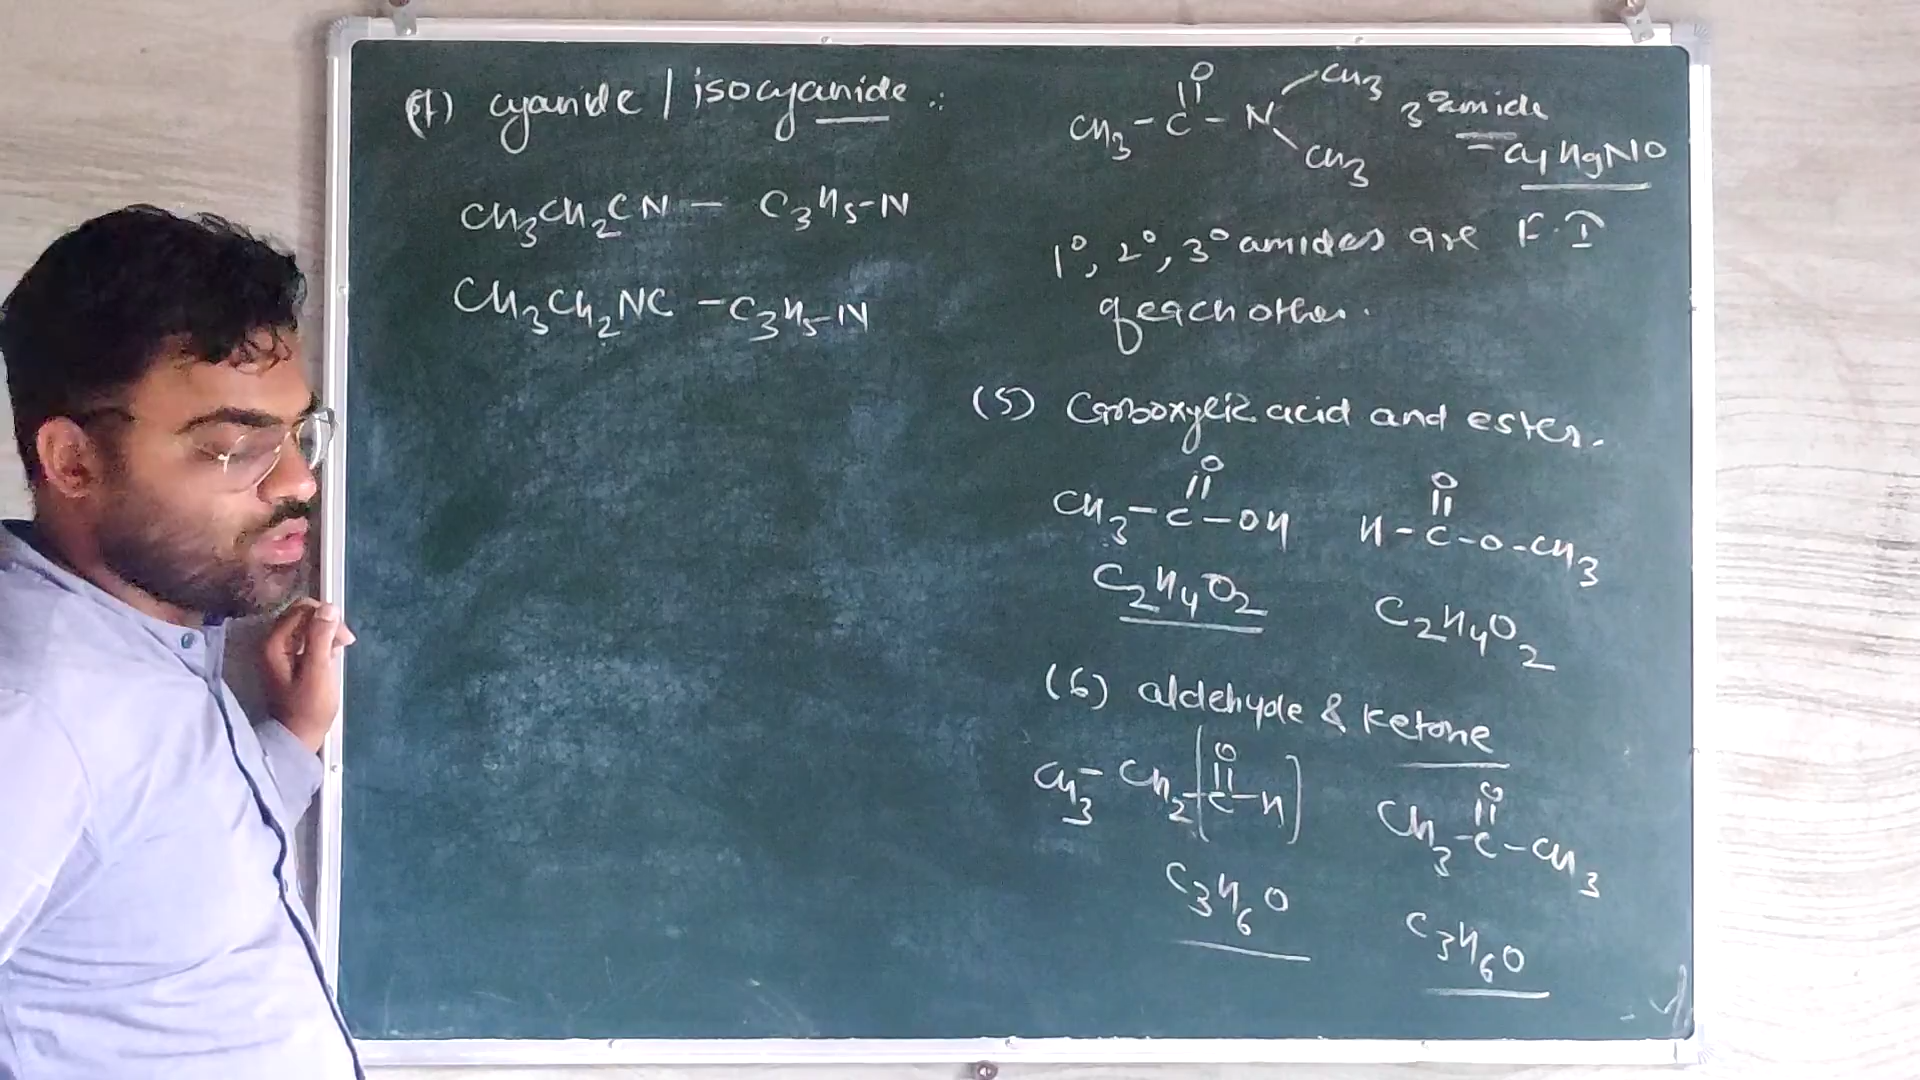 (7) cyanide / isocyanide :
CH3CH2CN – C3H5-N
CH3CH2NC – C3H5-N
O
CH3-C-N
CH3
CH3
3° amide
= C4H9NO
1°, 2°, 3° amides are F.I
of each other.
(5) Carboxylic acid and ester.
O
CH3-C-OH
C2H4O2
O
H-C-O-CH3
C2H4O2
(6) aldehyde & ketone
O
CH3-CH2-C-H
C3H6O
O
CH3-C-CH3
C3H6O